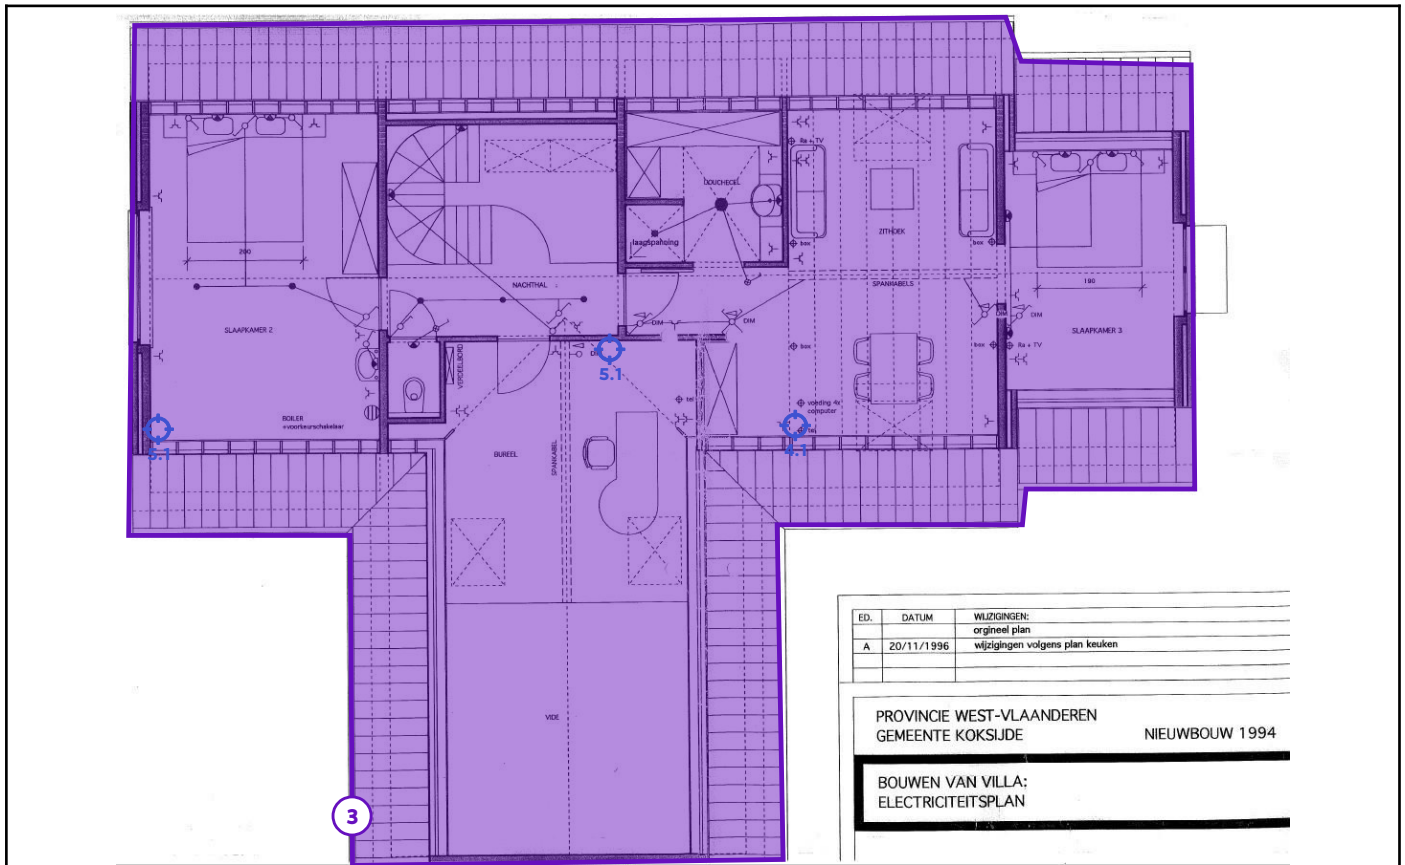 Ra + TV
DOUCHECEL
200
laagspanning
box
ZITHOEK
box
NACHTHAL
SPANKABELS
190
SLAAPKAMER 2
DIM
DIM
DIM
DIM
SLAAPKAMER 3
VERDEELBORD
5.1
box
box
Ra + TV
tel
voeding 4x
computer
BOILER
+voorkeurschakelaar
5.1
tel
4.1
BUREEL
SPANKABEL
VIDE
3
ED. DATUM WIJZIGINGEN:
orgineel plan
A 20/11/1996 wijzigingen volgens plan keuken
PROVINCIE WEST-VLAANDEREN
GEMEENTE KOKSIJDE NIEUWBOUW 1994
BOUWEN VAN VILLA:
ELECTRICITEITSPLAN